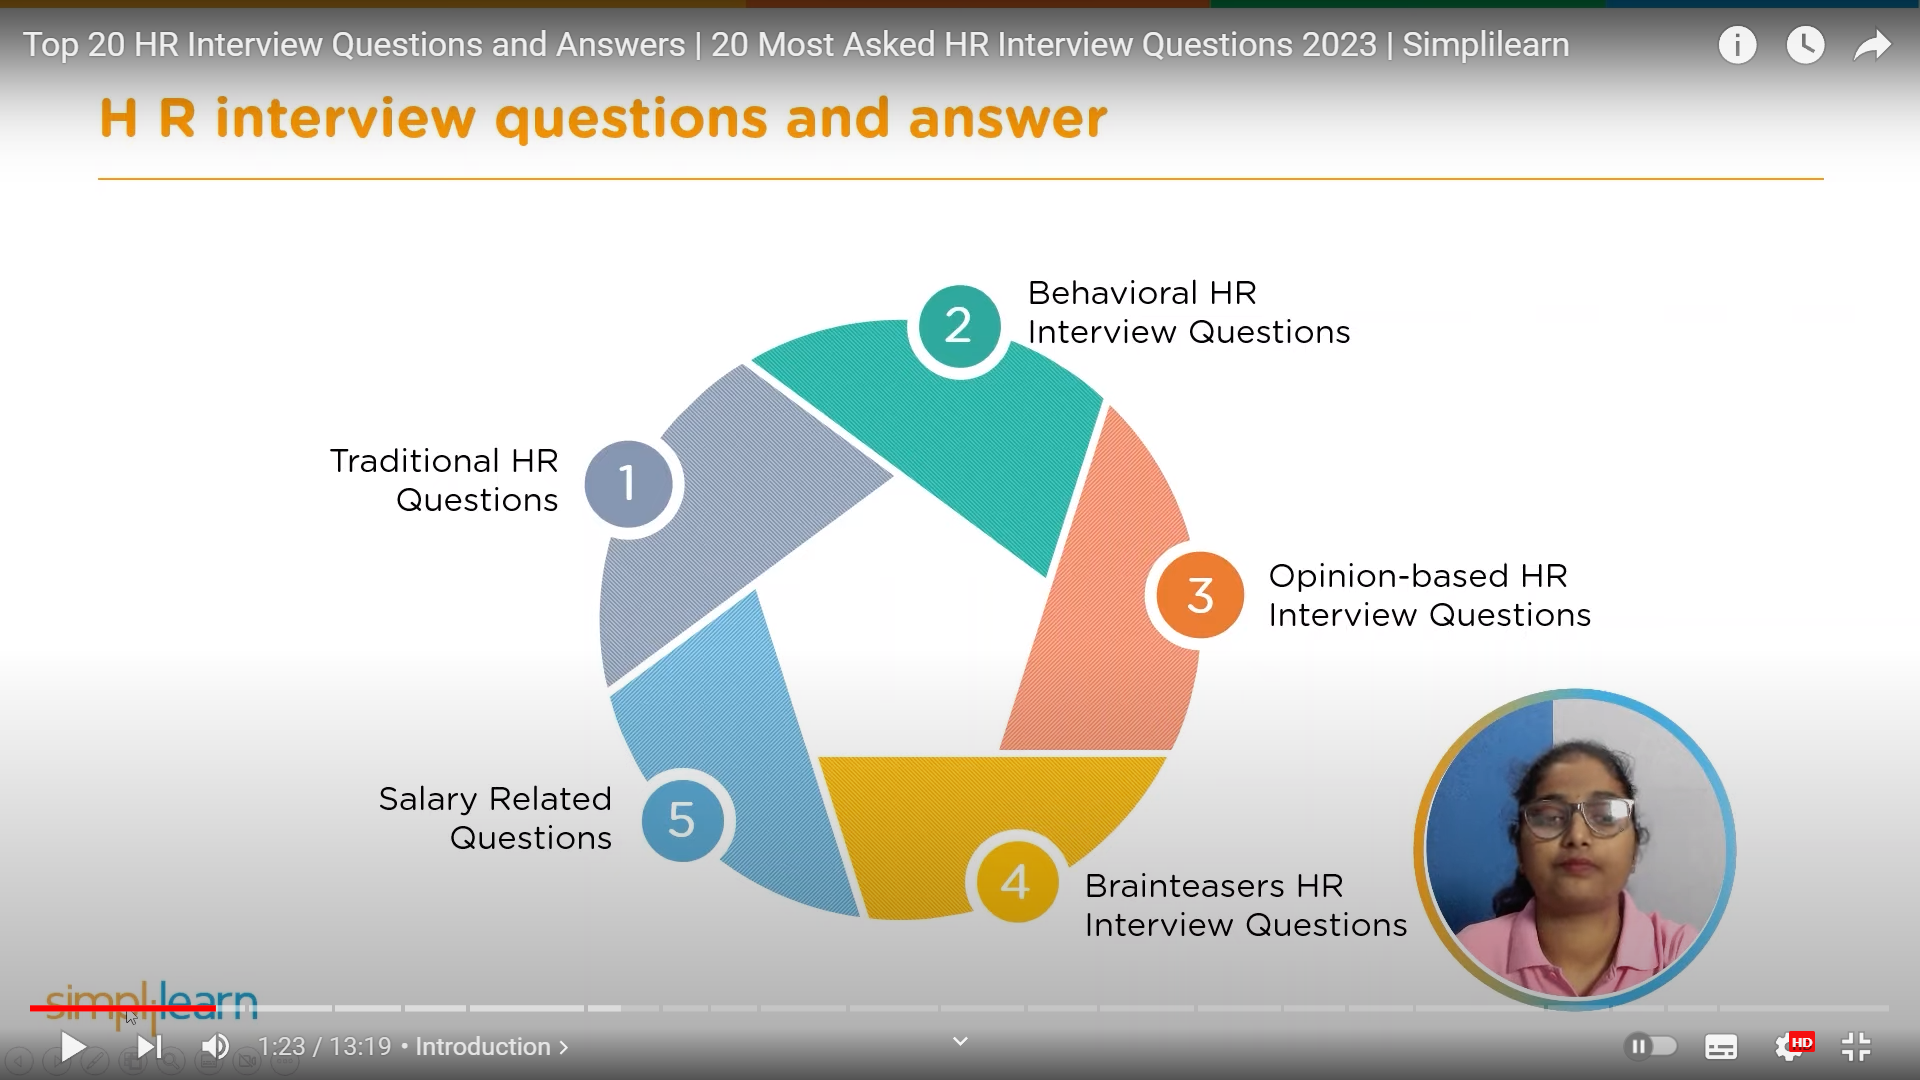 Top 20 HR Interview Questions and Answers | 20 Most Asked HR Interview Questions 2023 | Simplilearn
H R interview questions and answer
2
Behavioral HR
Interview Questions
1
Traditional HR
Questions
3
Opinion-based HR
Interview Questions
5
Salary Related
Questions
4
Brainteasers HR
Interview Questions
simplilearn
1:23 / 13:19 • Introduction >
HD